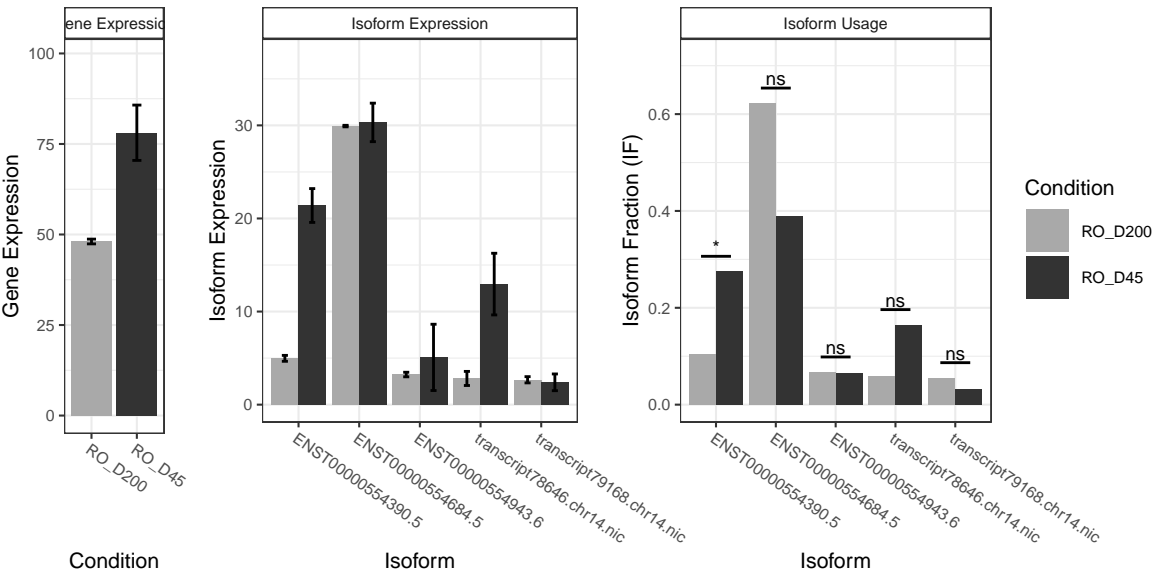 ene Expressio
Gene Expression
100
75
50
25
0
RO_D200
RO_D45
Condition
Isoform Expression
Isoform Expression
30
20
10
0
ENST00000554390.5
ENST00000554684.5
ENST00000554943.6
transcript78646.chr14.nic
transcript79168.chr14.nic
Isoform
Isoform Usage
Isoform Fraction (IF)
0.6
0.4
0.2
0.0
*
ns
ns
ns
ns
ENST00000554390.5
ENST00000554684.5
ENST00000554943.6
transcript78646.chr14.nic
transcript79168.chr14.nic
Isoform
Condition
RO_D200
RO_D45